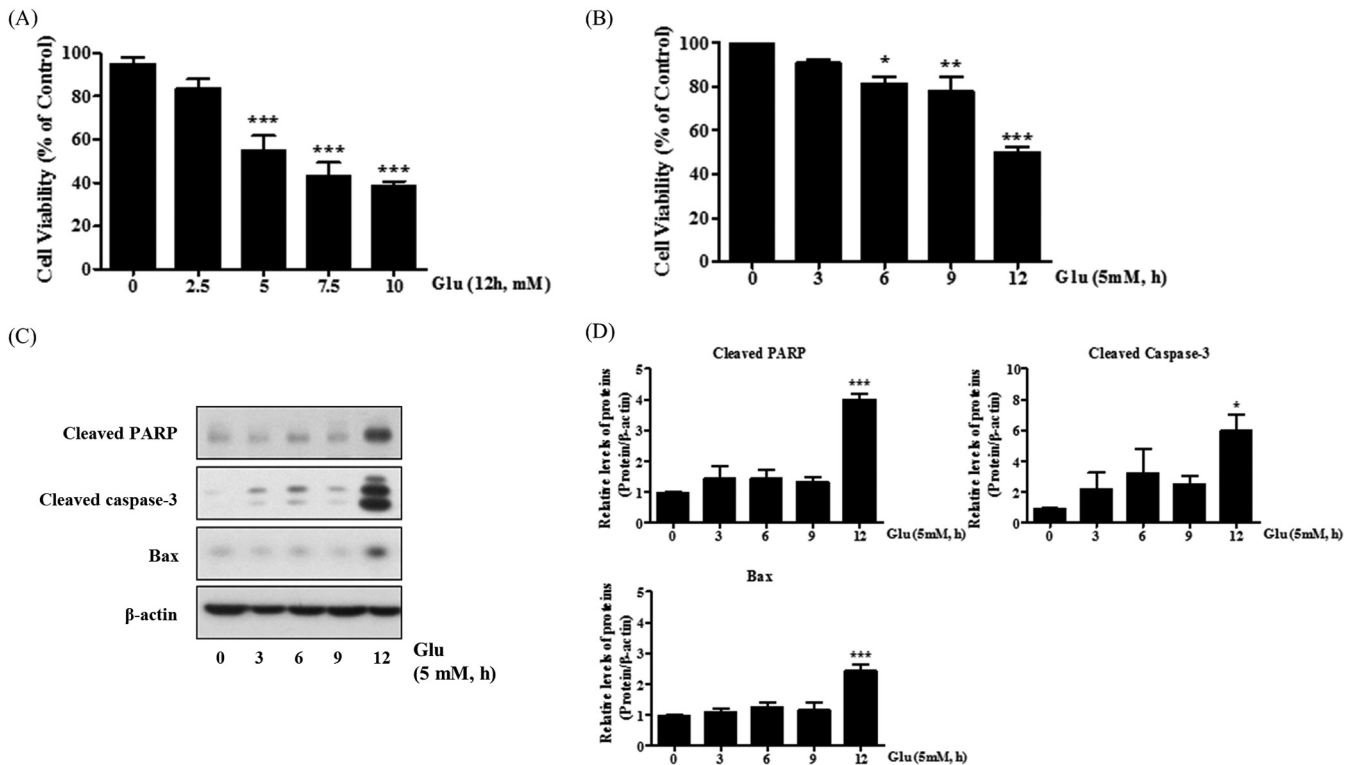 (A)
Cell Viability (% of Control)
100
80
60
40
20
0
***
***
***
0 2.5 5 7.5 10 Glu (12h, mM)
(B)
Cell Viability (% of Control)
100
80
60
40
20
0
*
**
***
0 3 6 9 12 Glu (5mM, h)
(C)
Cleaved PARP
Cleaved caspase-3
Bax
β-actin
0 3 6 9 12 Glu
(5 mM, h)
(D)
Cleaved PARP
Relative levels of proteins
(Protein/β-actin)
5
4
3
2
1
0
***
0 3 6 9 12 Glu (5mM, h)
Cleaved Caspase-3
Relative levels of proteins
(Protein/β-actin)
10
8
6
4
2
0
*
0 3 6 9 12 Glu (5mM, h)
Bax
Relative levels of proteins
(Protein/β-actin)
5
4
3
2
1
0
***
0 3 6 9 12 Glu (5mM, h)